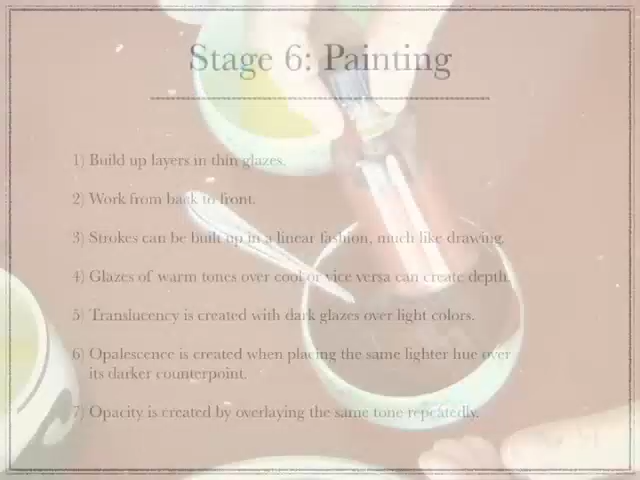 Stage 6: Painting
1) Build up layers in thin glazes.
2) Work from back to front.
3) Strokes can be built up in a linear fashion, much like drawing.
4) Glazes of warm tones over cool or vice versa can create depth.
5) Translucency is created with dark glazes over light colors.
6) Opalescence is created when placing the same lighter hue over
its darker counterpoint.
7) Opacity is created by overlaying the same tone repeatedly.